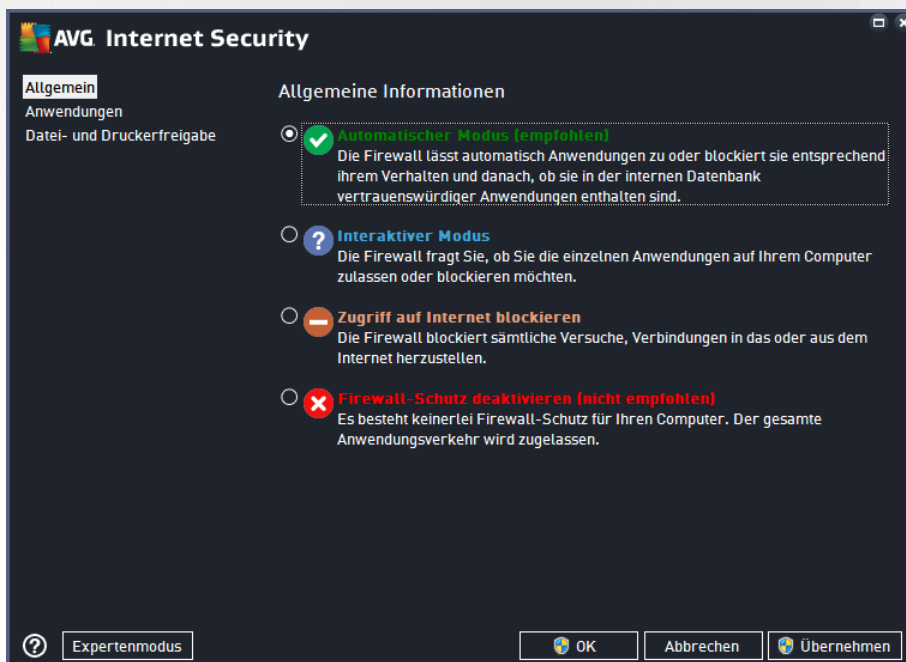 AVG Internet Security
Allgemein
Anwendungen
Datei- und Druckerfreigabe
Allgemeine Informationen
Automatischer Modus (empfohlen)
Die Firewall lässt automatisch Anwendungen zu oder blockiert sie entsprechend
ihrem Verhalten und danach, ob sie in der internen Datenbank
vertrauenswürdiger Anwendungen enthalten sind.
Interaktiver Modus
Die Firewall fragt Sie, ob Sie die einzelnen Anwendungen auf Ihrem Computer
zulassen oder blockieren möchten.
Zugriff auf Internet blockieren
Die Firewall blockiert sämtliche Versuche, Verbindungen in das oder aus dem
Internet herzustellen.
Firewall-Schutz deaktivieren (nicht empfohlen)
Es besteht keinerlei Firewall-Schutz für Ihren Computer. Der gesamte
Anwendungsverkehr wird zugelassen.
? Expertenmodus OK Abbrechen Übernehmen